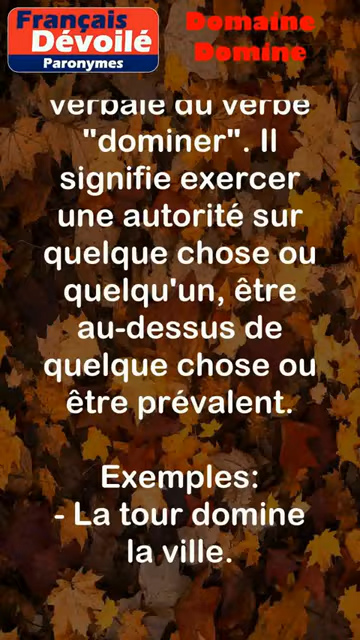 Français
Dévoilé
Paronymes
Domaine
Domine
verbale du verbe
"dominer". Il
signifie exercer
une autorité sur
quelque chose ou
quelqu'un, être
au-dessus de
quelque chose ou
être prévalent.
Exemples:
- La tour domine
la ville.